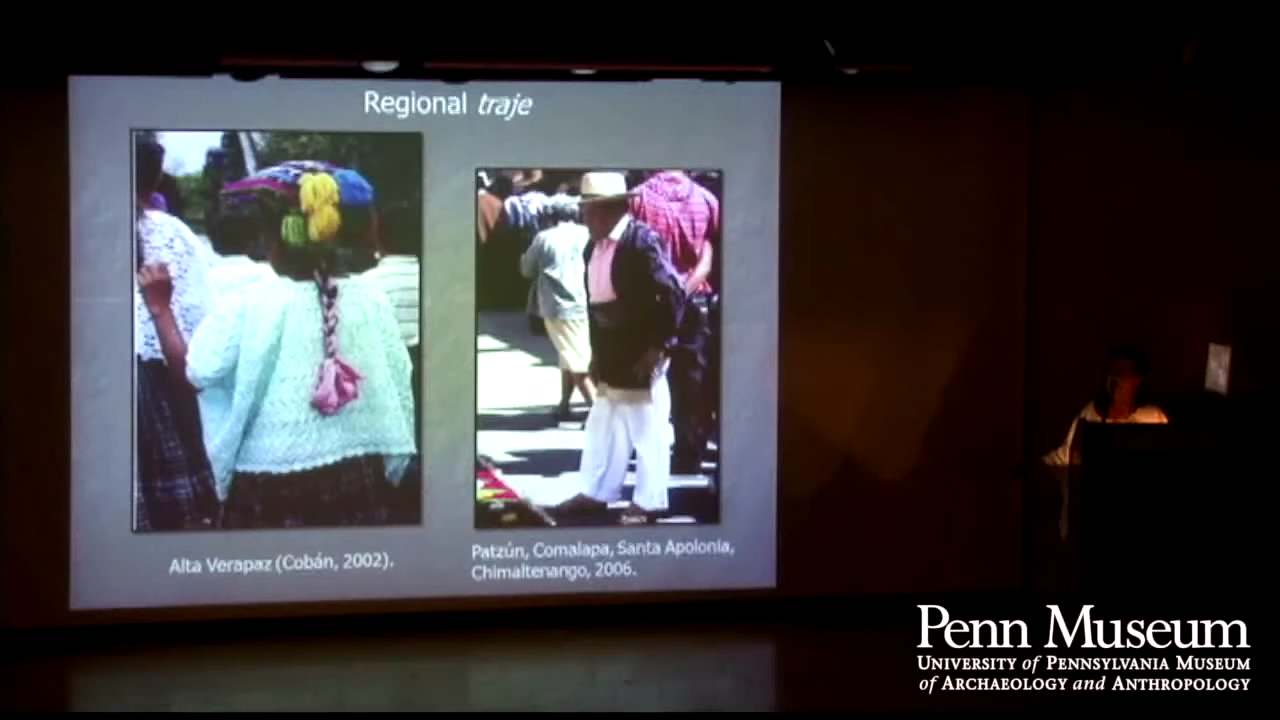 Regional traje
Alta Verapaz (Cobán, 2002).
Patzún, Comalapa, Santa Apolonia,
Chimaltenango, 2006.
Penn Museum
UNIVERSITY of PENNSYLVANIA MUSEUM
of ARCHAEOLOGY and ANTHROPOLOGY